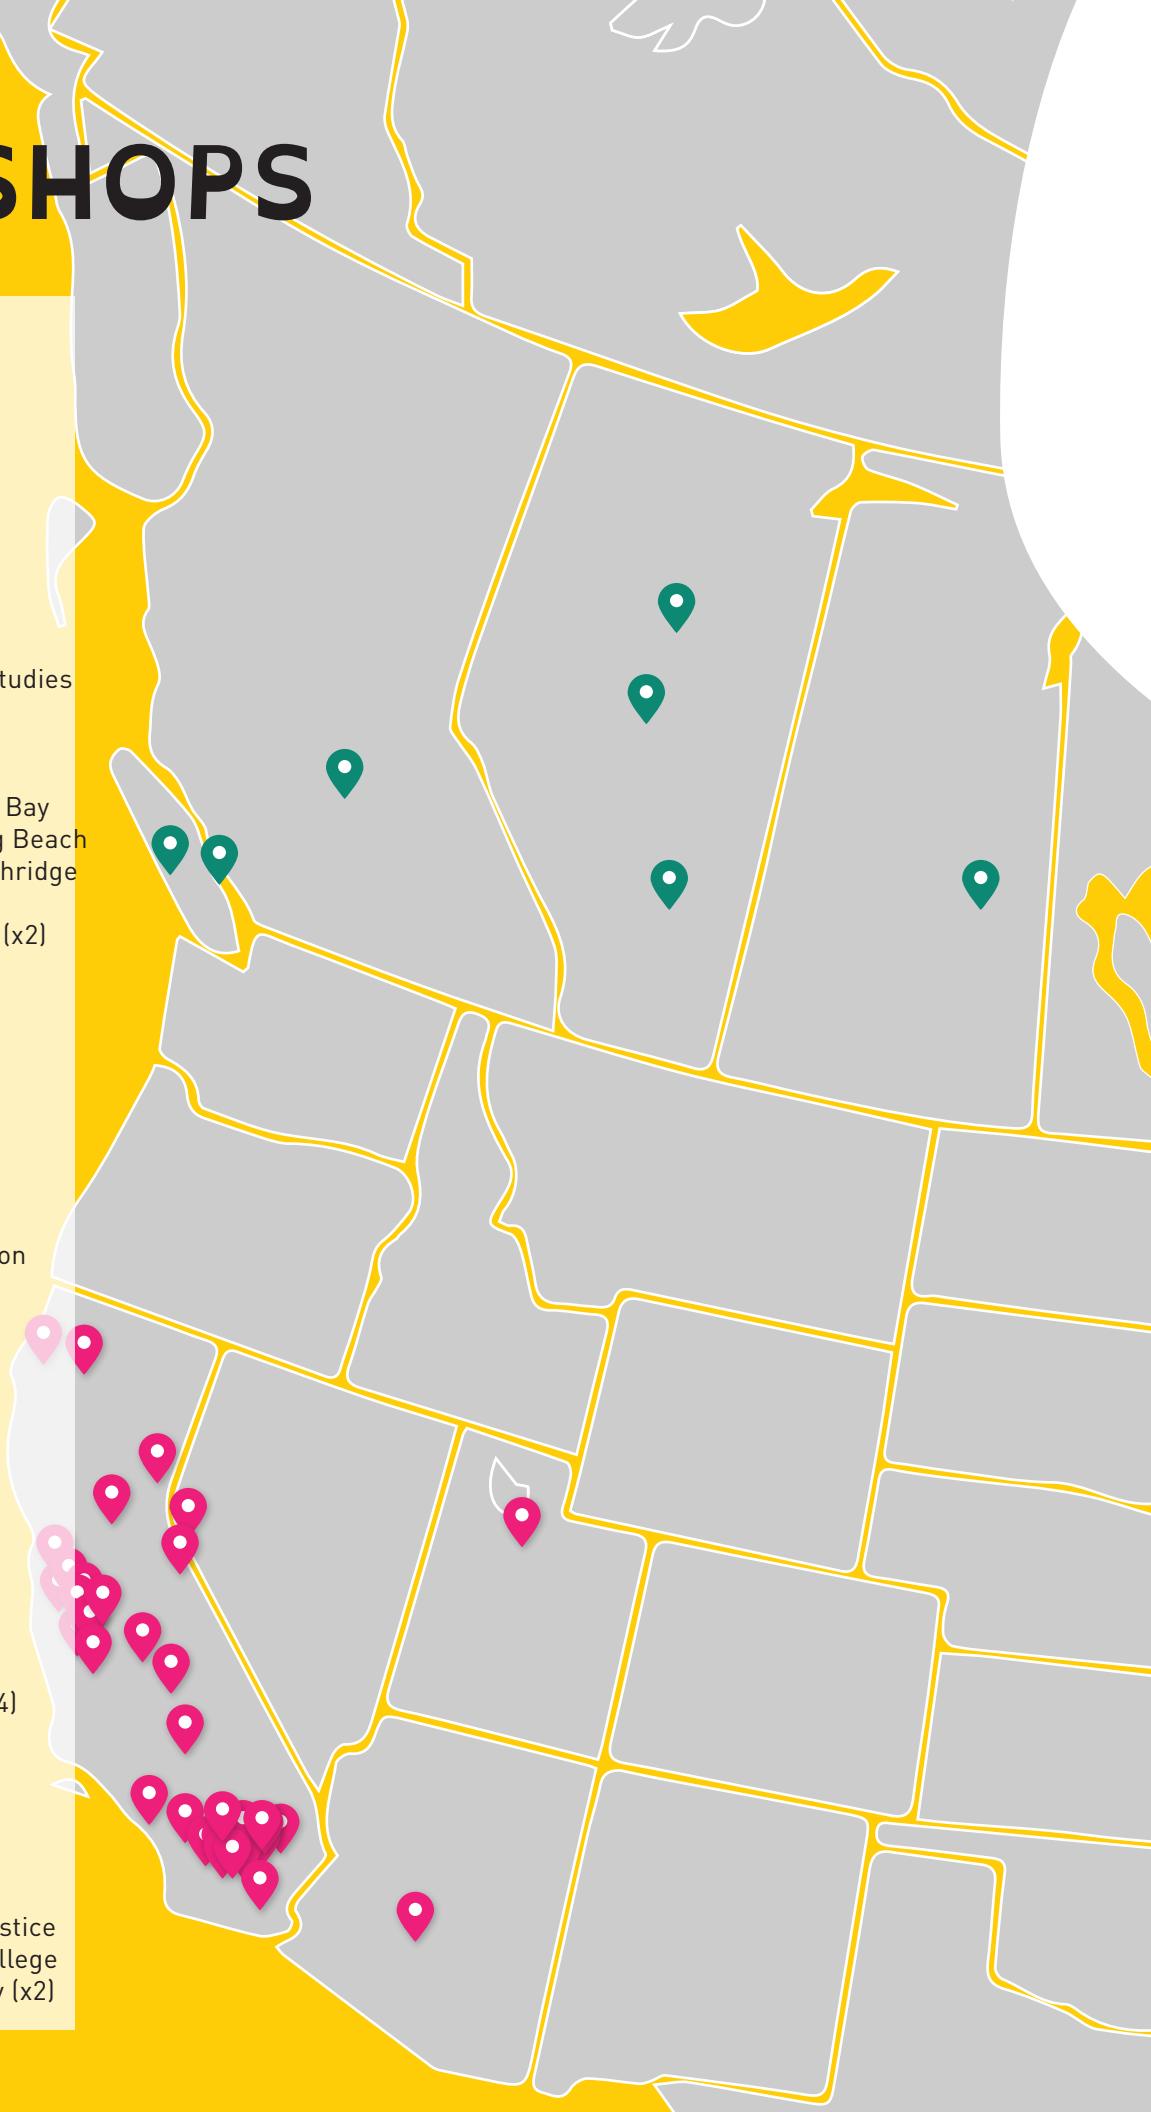 SHOPS
tudies
Bay
g Beach
hridge
(x2)
on
4)
stice
llege
y (x2)